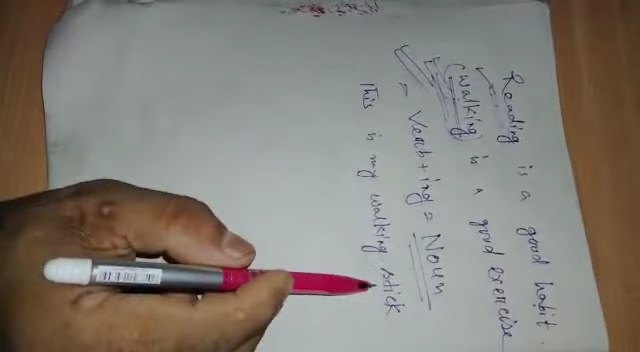 Reading is a good habit.
(Walking) is a good exercise
= Verb + ing = Noun
This is my walking stick